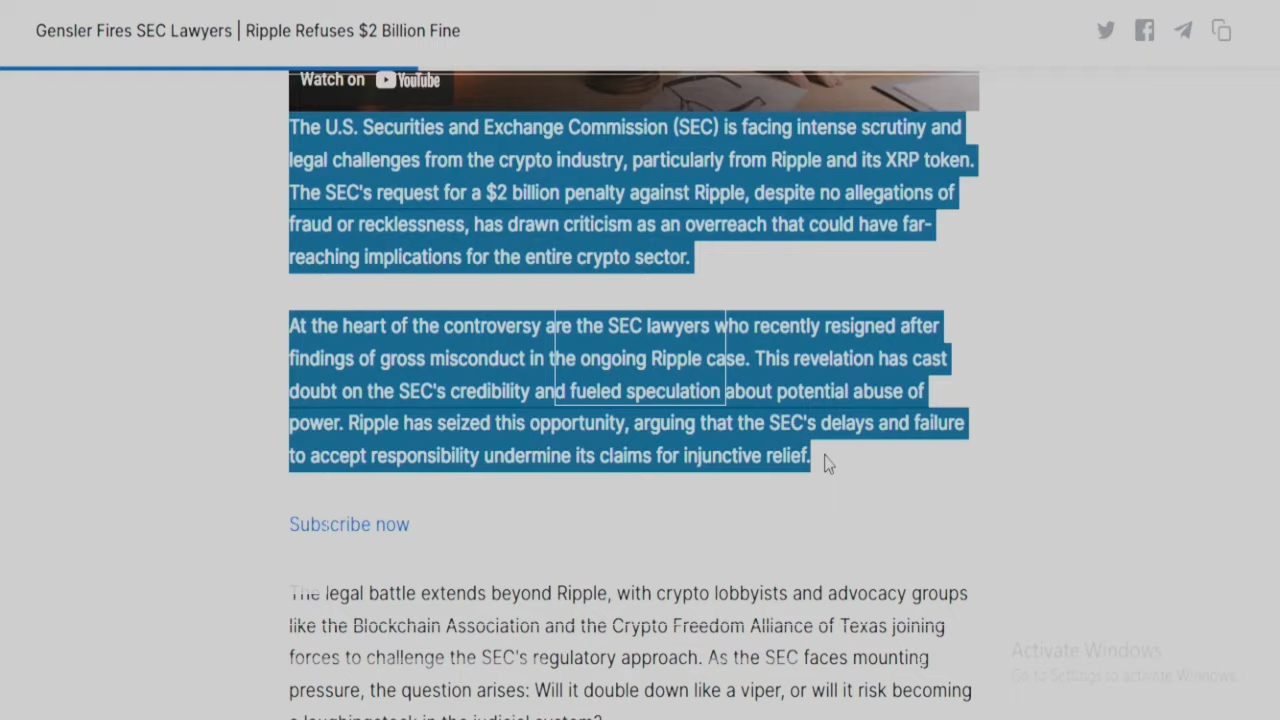 Gensler Fires SEC Lawyers | Ripple Refuses $2 Billion Fine
Watch on YouTube
The U.S. Securities and Exchange Commission (SEC) is facing intense scrutiny and
legal challenges from the crypto industry, particularly from Ripple and its XRP token.
The SEC's request for a $2 billion penalty against Ripple, despite no allegations of
fraud or recklessness, has drawn criticism as an overreach that could have far-
reaching implications for the entire crypto sector.
At the heart of the controversy are the SEC lawyers who recently resigned after
findings of gross misconduct in the ongoing Ripple case. This revelation has cast
doubt on the SEC's credibility and fueled speculation about potential abuse of
power. Ripple has seized this opportunity, arguing that the SEC's delays and failure
to accept responsibility undermine its claims for injunctive relief.
Subscribe now
The legal battle extends beyond Ripple, with crypto lobbyists and advocacy groups
like the Blockchain Association and the Crypto Freedom Alliance of Texas joining
forces to challenge the SEC's regulatory approach. As the SEC faces mounting
pressure, the question arises: Will it double down like a viper, or will it risk becoming
a laughingstock in the judicial system?
Activate Windows
Go to Settings to activate Windows.